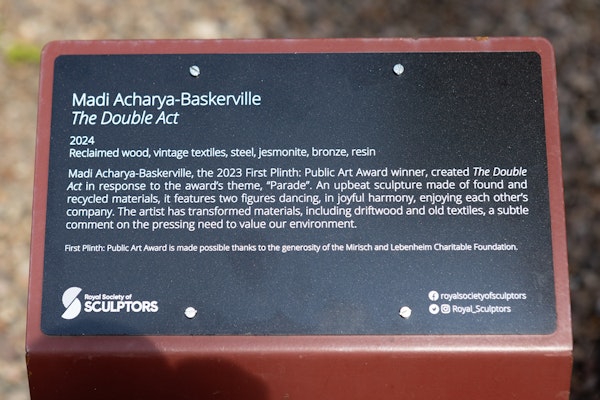 Madi Acharya-Baskerville
The Double Act
2024
Reclaimed wood, vintage textiles, steel, jesmonite, bronze, resin
Madi Acharya-Baskerville, the 2023 First Plinth: Public Art Award winner, created The Double
Act in response to the award's theme, "Parade". An upbeat sculpture made of found and
recycled materials, it features two figures dancing, in joyful harmony, enjoying each other's
company. The artist has transformed materials, including driftwood and old textiles, a subtle
comment on the pressing need to value our environment.
First Plinth: Public Art Award is made possible thanks to the generosity of the Mirisch and Lebenheim Charitable Foundation.
Royal Society of
SCULPTORS
royalsocietyofsculptors
Royal_Sculptors